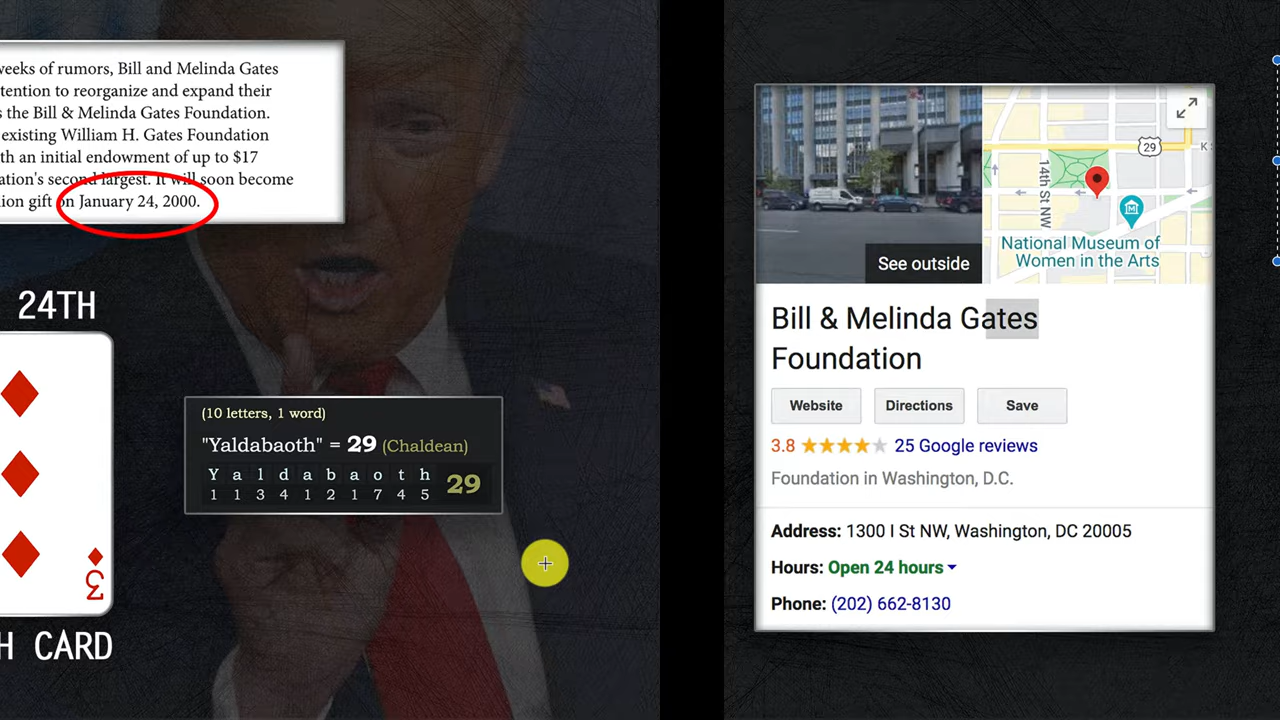 weeks of rumors, Bill and Melinda Gates
tention to reorganize and expand their
s the Bill & Melinda Gates Foundation.
existing William H. Gates Foundation
th an initial endowment of up to $17
ation's second largest. It will soon become
ion gift on January 24, 2000.
24TH
3
H CARD
(10 letters, 1 word)
"Yaldabaoth" = 29 (Chaldean)
Y a l d a b a o t h
1 1 3 4 1 2 1 7 4 5 29
29
K
14th St NW
National Museum of
Women in the Arts
See outside
Bill & Melinda Gates
Foundation
Website Directions Save
3.8 25 Google reviews
Foundation in Washington, D.C.
Address: 1300 I St NW, Washington, DC 20005
Hours: Open 24 hours
Phone: (202) 662-8130